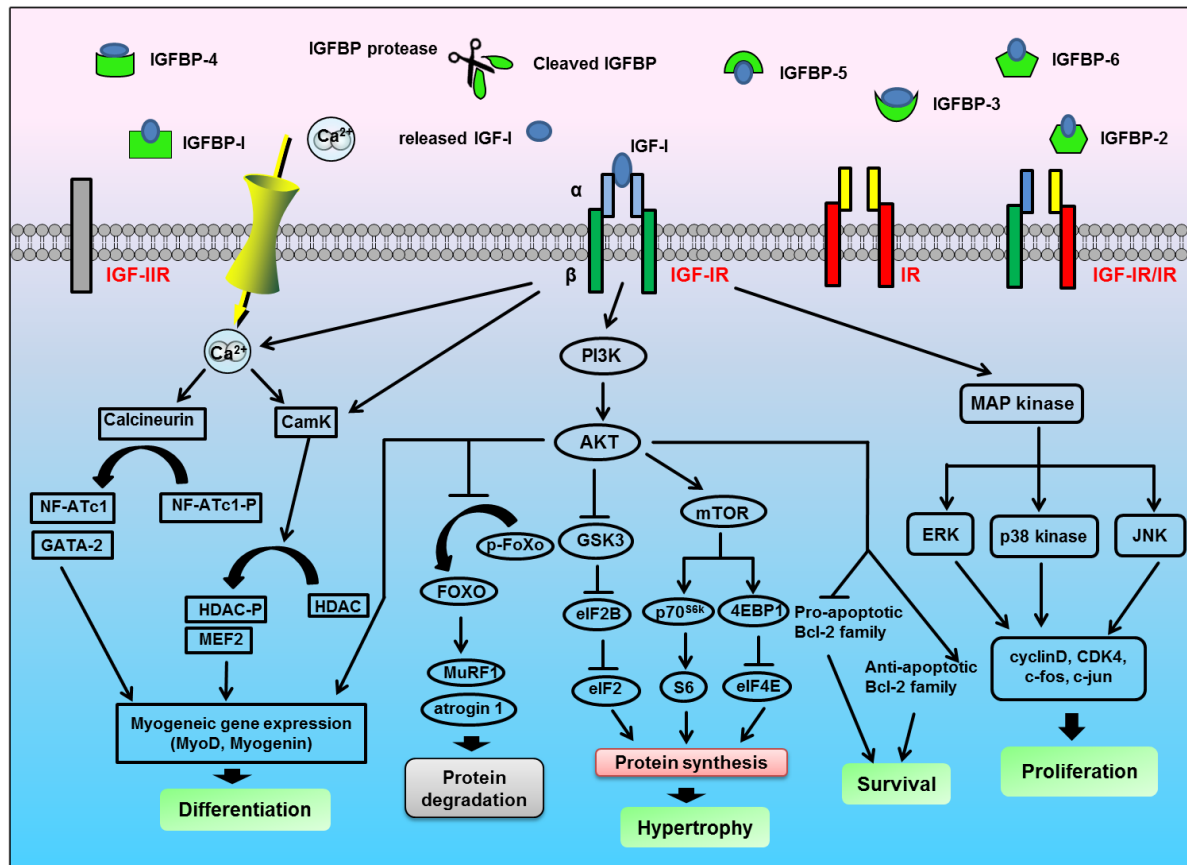 IGFBP-4
IGFBP protease
Cleaved IGFBP
IGFBP-5
IGFBP-6
IGFBP-3
IGFBP-I
Ca2+
released IGF-I
IGF-I
IGFBP-2
α
β
IGF-IIR
IGF-IR
IR
IGF-IR/IR
Ca2+
PI3K
MAP kinase
Calcineurin
CamK
AKT
NF-ATc1
NF-ATc1-P
GATA-2
p-FoXo
GSK3
mTOR
ERK
p38 kinase
JNK
FOXO
HDAC-P
HDAC
MEF2
eIF2B
p70S6k
4EBP1
Pro-apoptotic
Bcl-2 family
MuRF1
atrogin 1
eIF2
S6
eIF4E
Anti-apoptotic
Bcl-2 family
cyclinD, CDK4,
c-fos, c-jun
Myogeneic gene expression
(MyoD, Myogenin)
Protein
degradation
Protein synthesis
Survival
Proliferation
Differentiation
Hypertrophy